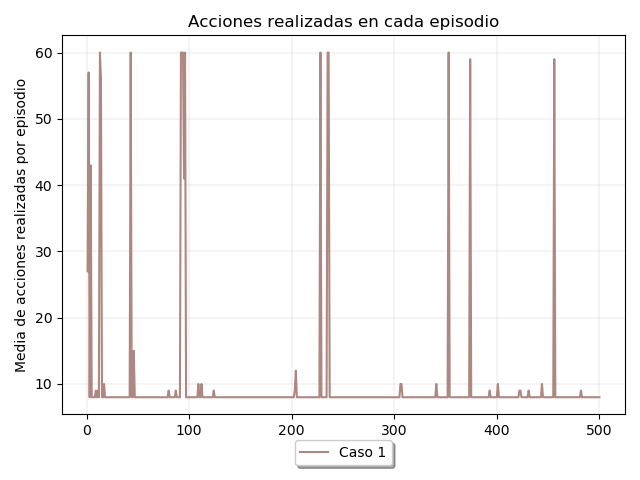 Acciones realizadas en cada episodio
Media de acciones realizadas por episodio
60
50
40
30
20
10
0 100 200 300 400 500
Caso 1